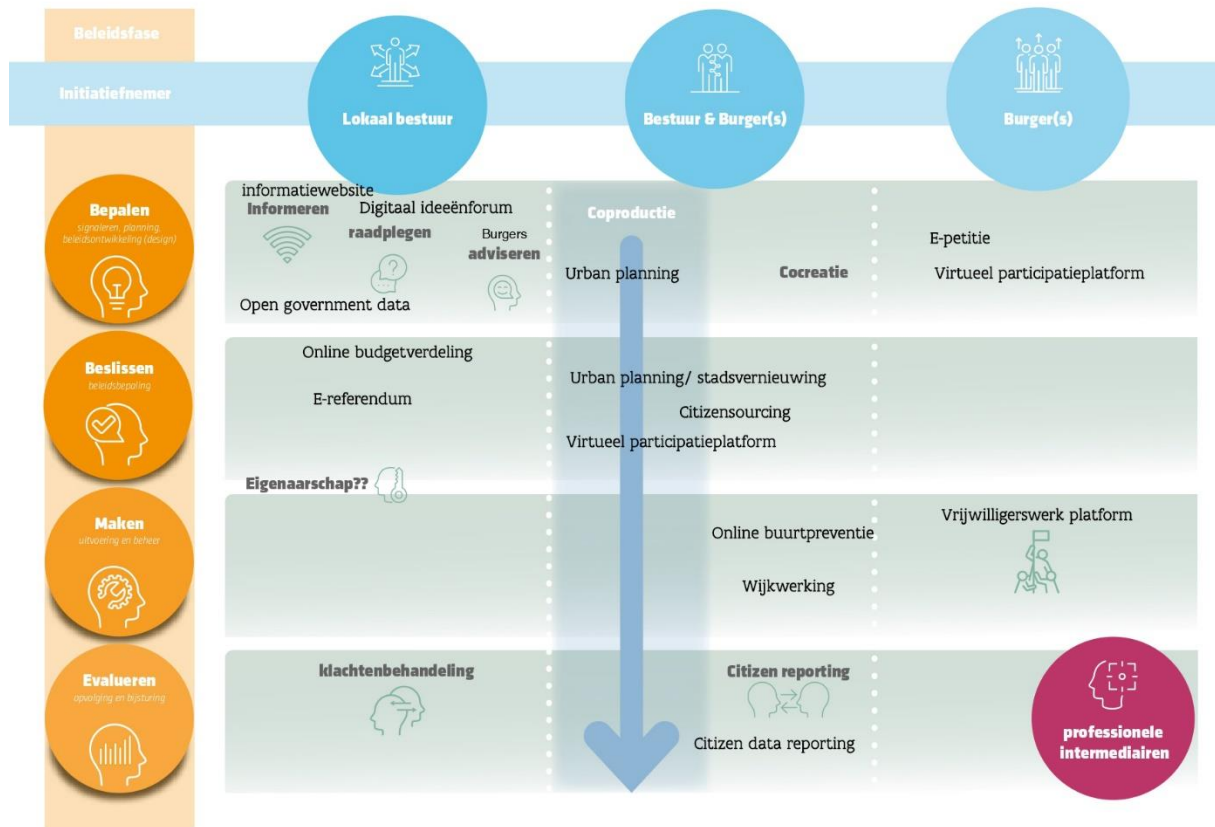 Beleidsfase
Initiatiefnemer
Lokaal bestuur
Bestuur & Burger(s)
Burger(s)
Bepalen
signaleren, planning,
beleidsontwikkeling (design)
informatiewebsite
Informeren
Digitaal ideeënforum
raadplegen
Burgers
adviseren
Open government data
Coproductie
Urban planning
Cocreatie
E-petitie
Virtueel participatieplatform
Beslissen
beleidsbepaling
Online budgetverdeling
E-referendum
Urban planning/ stadsvernieuwing
Citizensourcing
Virtueel participatieplatform
Eigenaarschap??
Maken
uitvoering en beheer
Online buurtpreventie
Wijkwerking
Vrijwilligerswerk platform
Evalueren
opvolging en bijsturing
klachtenbehandeling
Citizen reporting
Citizen data reporting
professionele
intermediairen